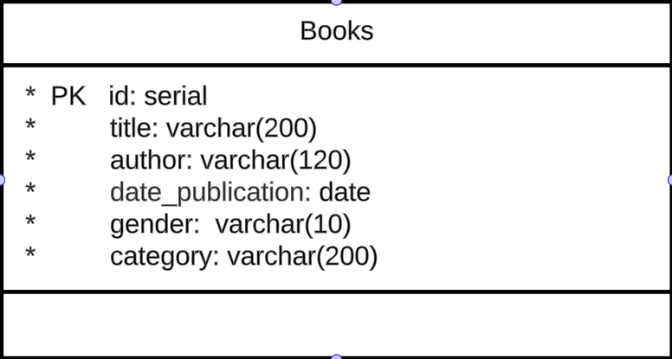 Books
* PK id: serial
* title: varchar(200)
* author: varchar(120)
* date_publication: date
* gender: varchar(10)
* category: varchar(200)